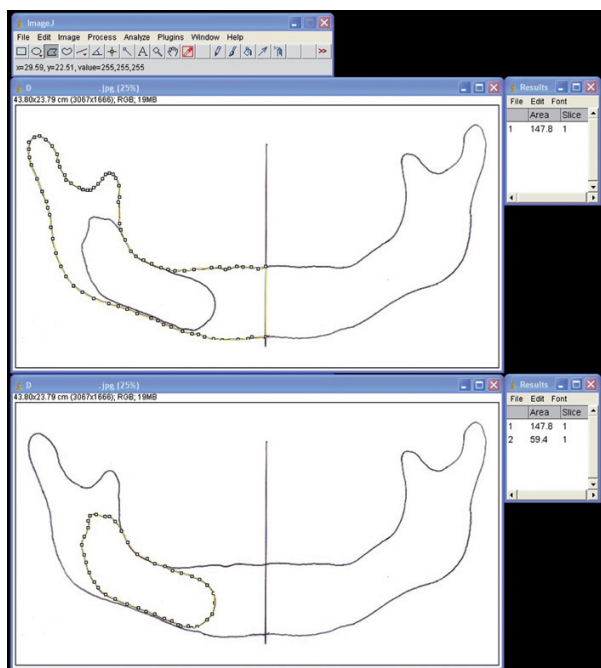 ImageJ
File Edit Image Process Analyze Plugins Window Help
A >>
x=29.59, y=22.51, value=255,255,255
D .jpg (25%)
43.80x23.79 cm (3067x1666); RGB; 19MB
Results
File Edit Font
Area Slice
1 147.8 1
D .jpg (25%)
43.80x23.79 cm (3067x1666); RGB; 19MB
Results
File Edit Font
Area Slice
1 147.8 1
2 59.4 1